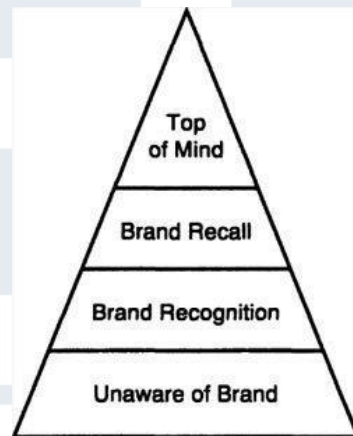 Top
of Mind
Brand Recall
Brand Recognition
Unaware of Brand